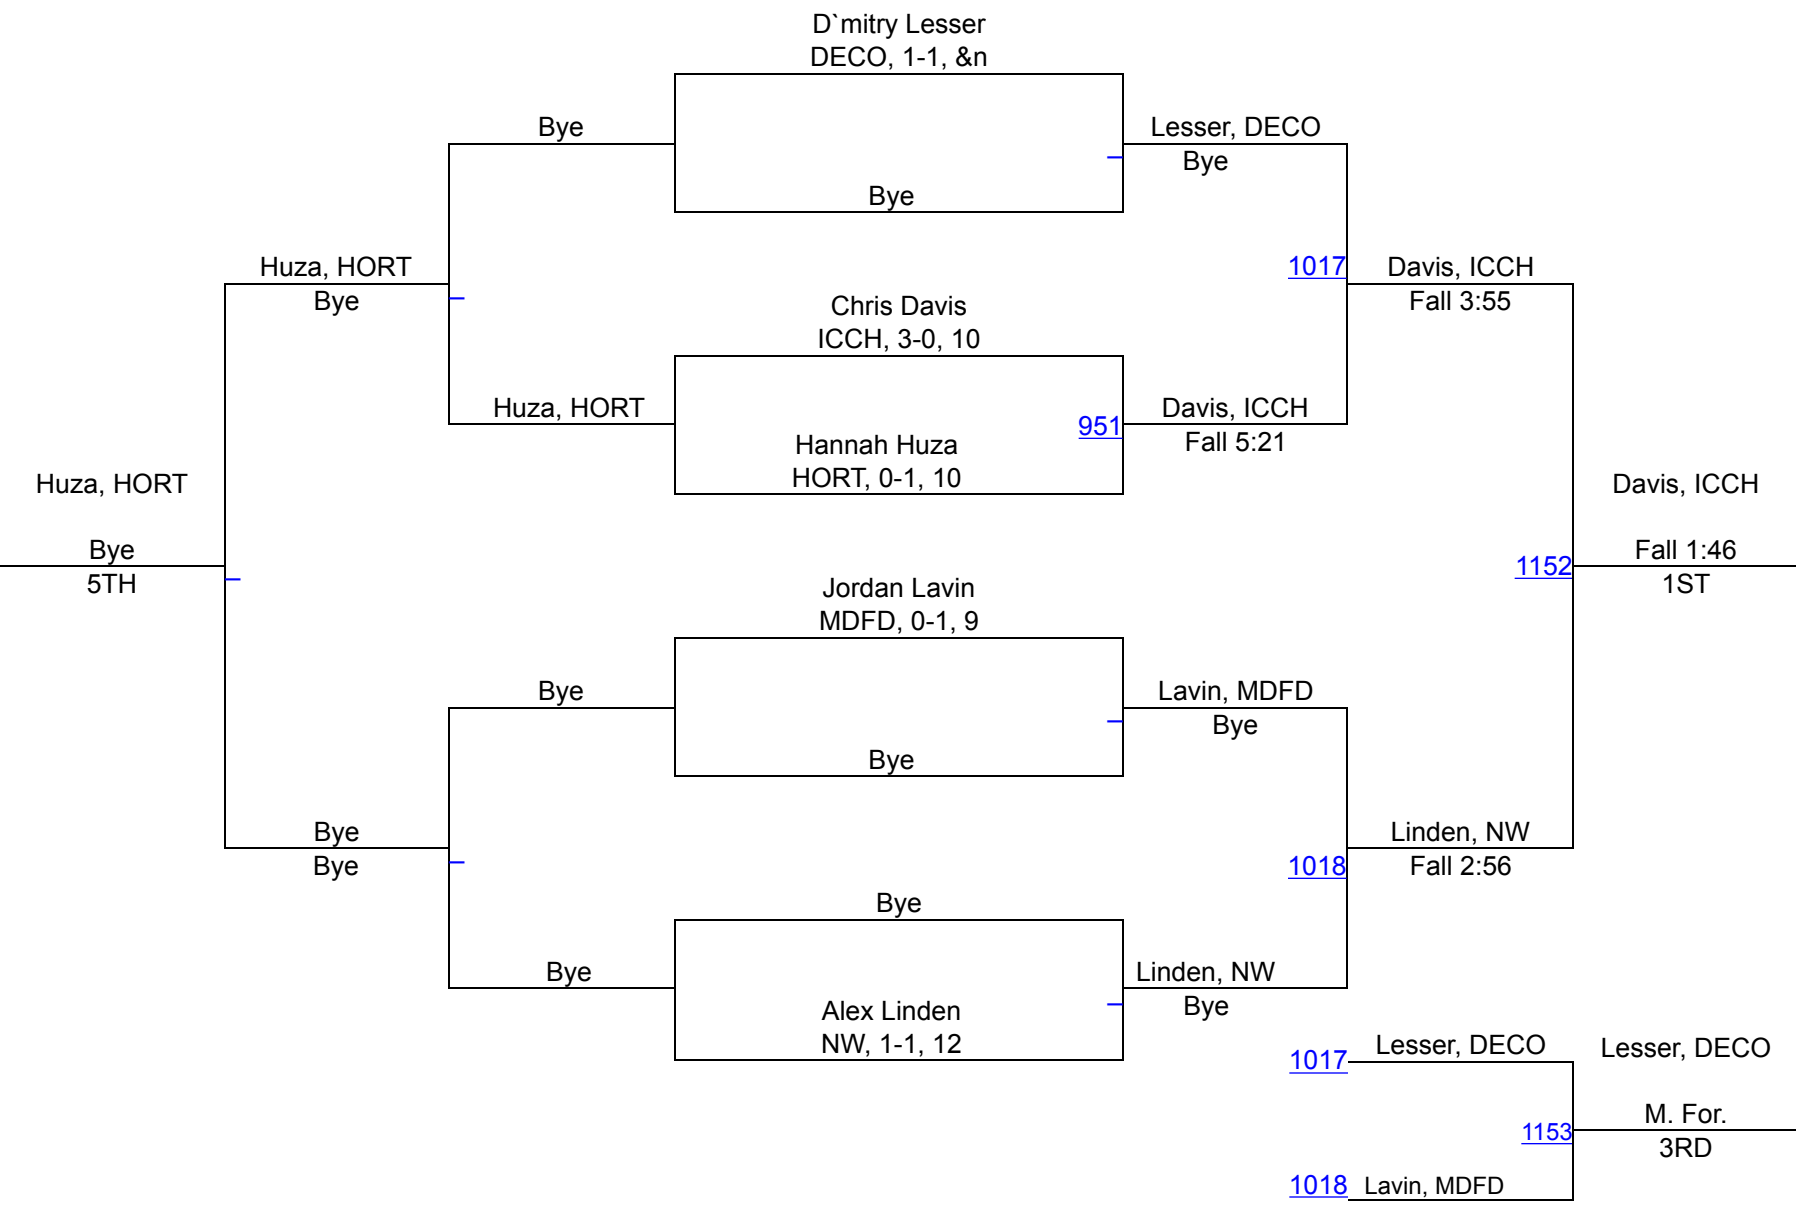 D`mitry Lesser
DECO, 1-1, &n
Bye
Lesser, DECO
Bye
Bye
Huza, HORT
Bye
1017
Davis, ICCH
Fall 3:55
Chris Davis
ICCH, 3-0, 10
Huza, HORT
951
Davis, ICCH
Fall 5:21
Hannah Huza
HORT, 0-1, 10
Huza, HORT
Bye
5TH
Davis, ICCH
1152
Fall 1:46
1ST
Jordan Lavin
MDFD, 0-1, 9
Bye
Lavin, MDFD
Bye
Bye
Bye
Bye
1018
Linden, NW
Fall 2:56
Bye
Bye
Linden, NW
Bye
Alex Linden
NW, 1-1, 12
1017
Lesser, DECO
Lesser, DECO
1153
M. For.
3RD
1018
Lavin, MDFD